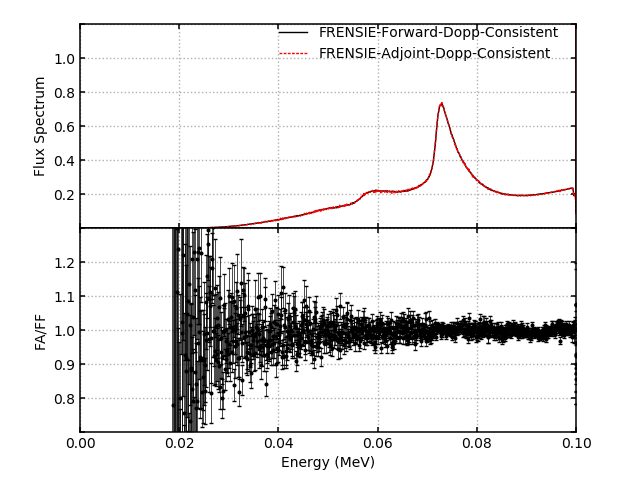 FRENSIE-Forward-Dopp-Consistent
FRENSIE-Adjoint-Dopp-Consistent
1.0
0.8
0.6
0.4
0.2
Flux Spectrum
1.2
1.1
1.0
0.9
0.8
FA/FF
0.00 0.02 0.04 0.06 0.08 0.10
Energy (MeV)